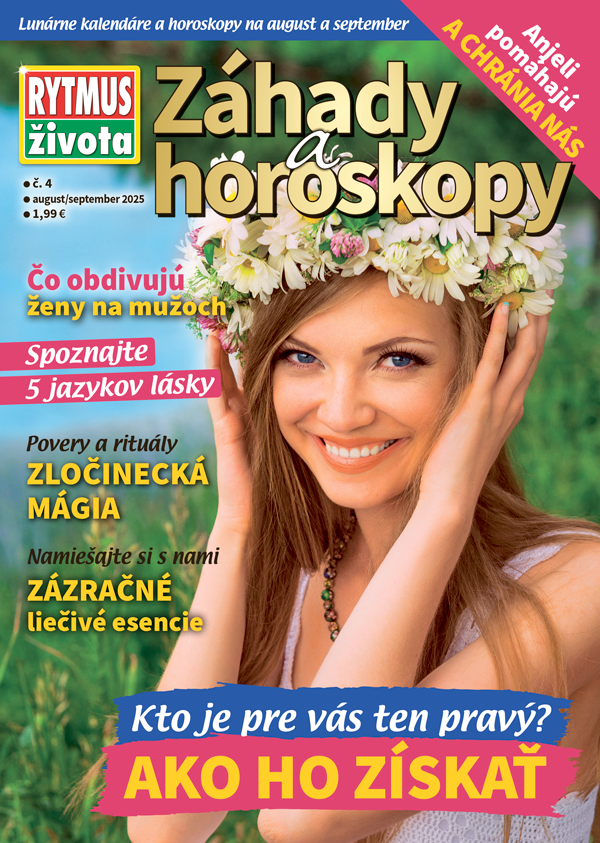 Lunárne kalendáre a horoskopy na august a september
Anjeli
pomáhajú
A CHRÁNIA NÁS
RYTMUS
života
Záhady
a
horoskopy
• č. 4
• august/september 2025
• 1,99 €
Čo obdivujú
ženy na mužoch
Spoznajte
5 jazykov lásky
Povery a rituály
ZLOČINECKÁ
MÁGIA
Namiešajte si s nami
ZÁZRAČNÉ
liečivé esencie
Kto je pre vás ten pravý?
AKO HO ZÍSKAŤ